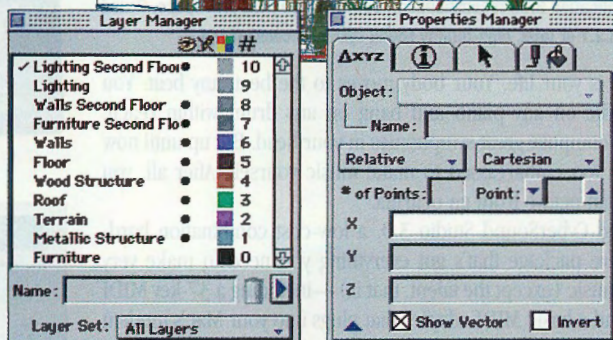 Layer Manager
#
✓ Lighting Second Floor 10
Lighting 9
Walls Second Floor 8
Furniture Second Flo 7
Walls 6
Floor 5
Wood Structure 4
Roof 3
Terrain 2
Metallic Structure 1
Furniture 0
Name:
Layer Set: All Layers
Properties Manager
Δxyz
Object:
Name:
Relative Cartesian
# of Points: Point:
X
Y
Z
Show Vector Invert